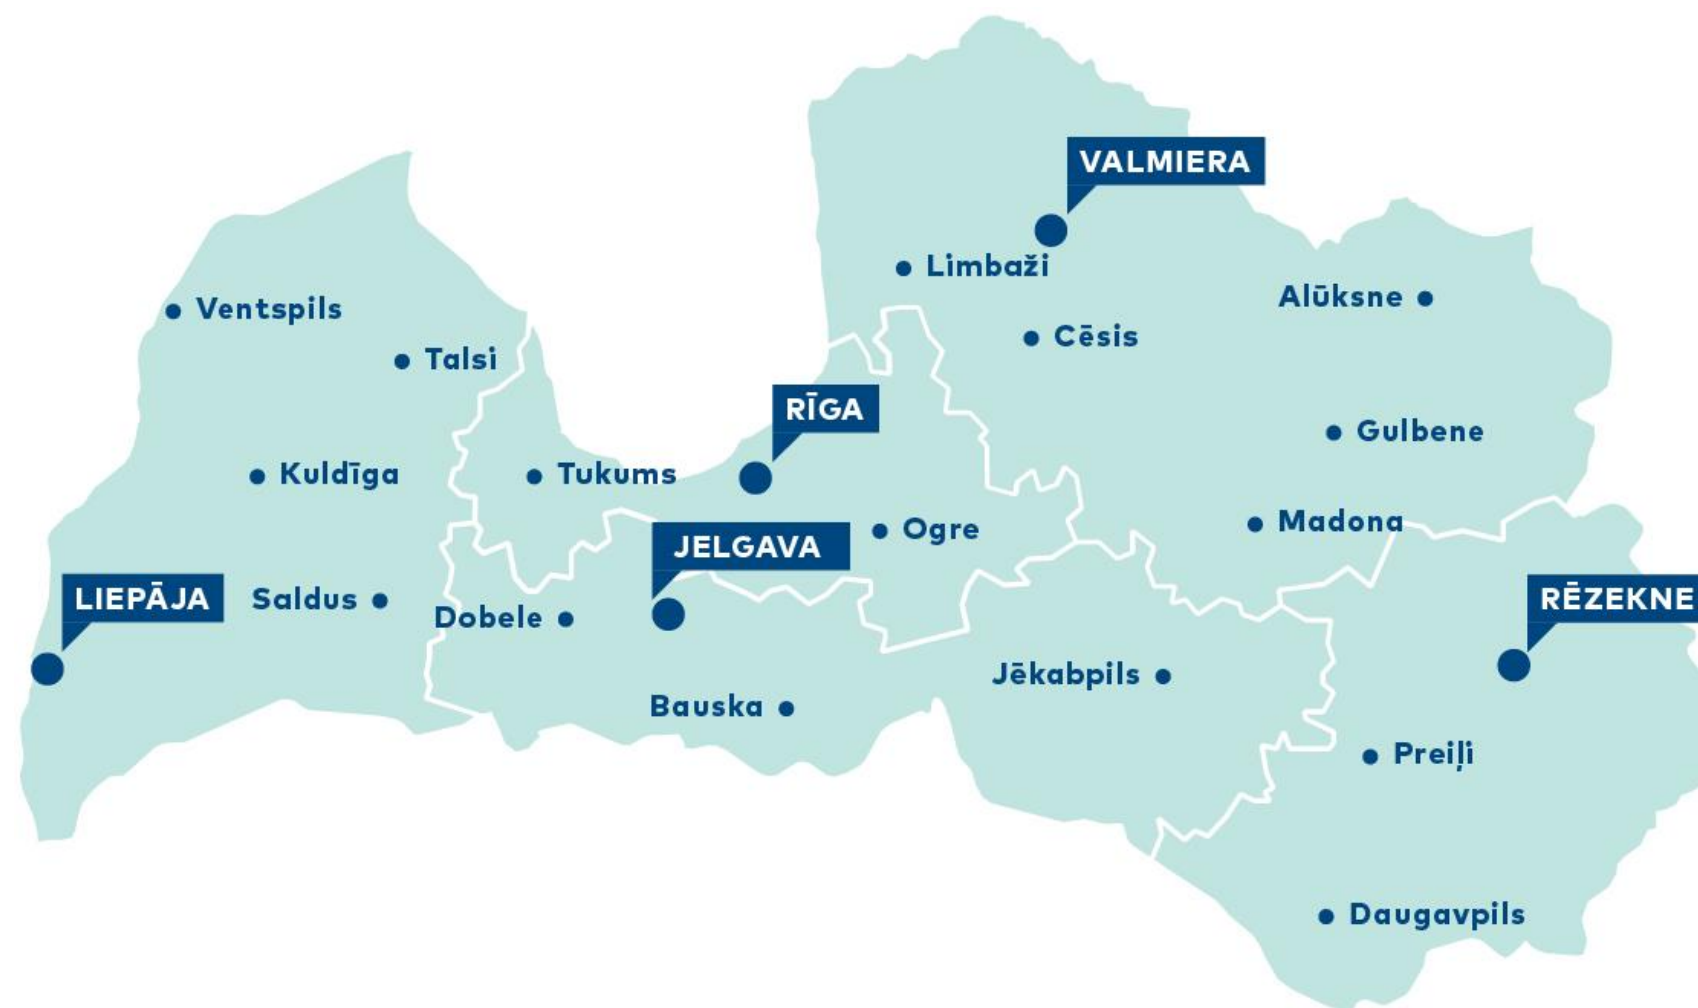 VALMIERA
Limbaži
Alūksne
Ventspils
Cēsis
Talsi
RĪGA
Gulbene
Kuldīga
Tukums
Madona
Ogre
JELGAVA
LIEPĀJA
Saldus
RĒZEKNE
Dobele
Jēkabpils
Bauska
Preiļi
Daugavpils